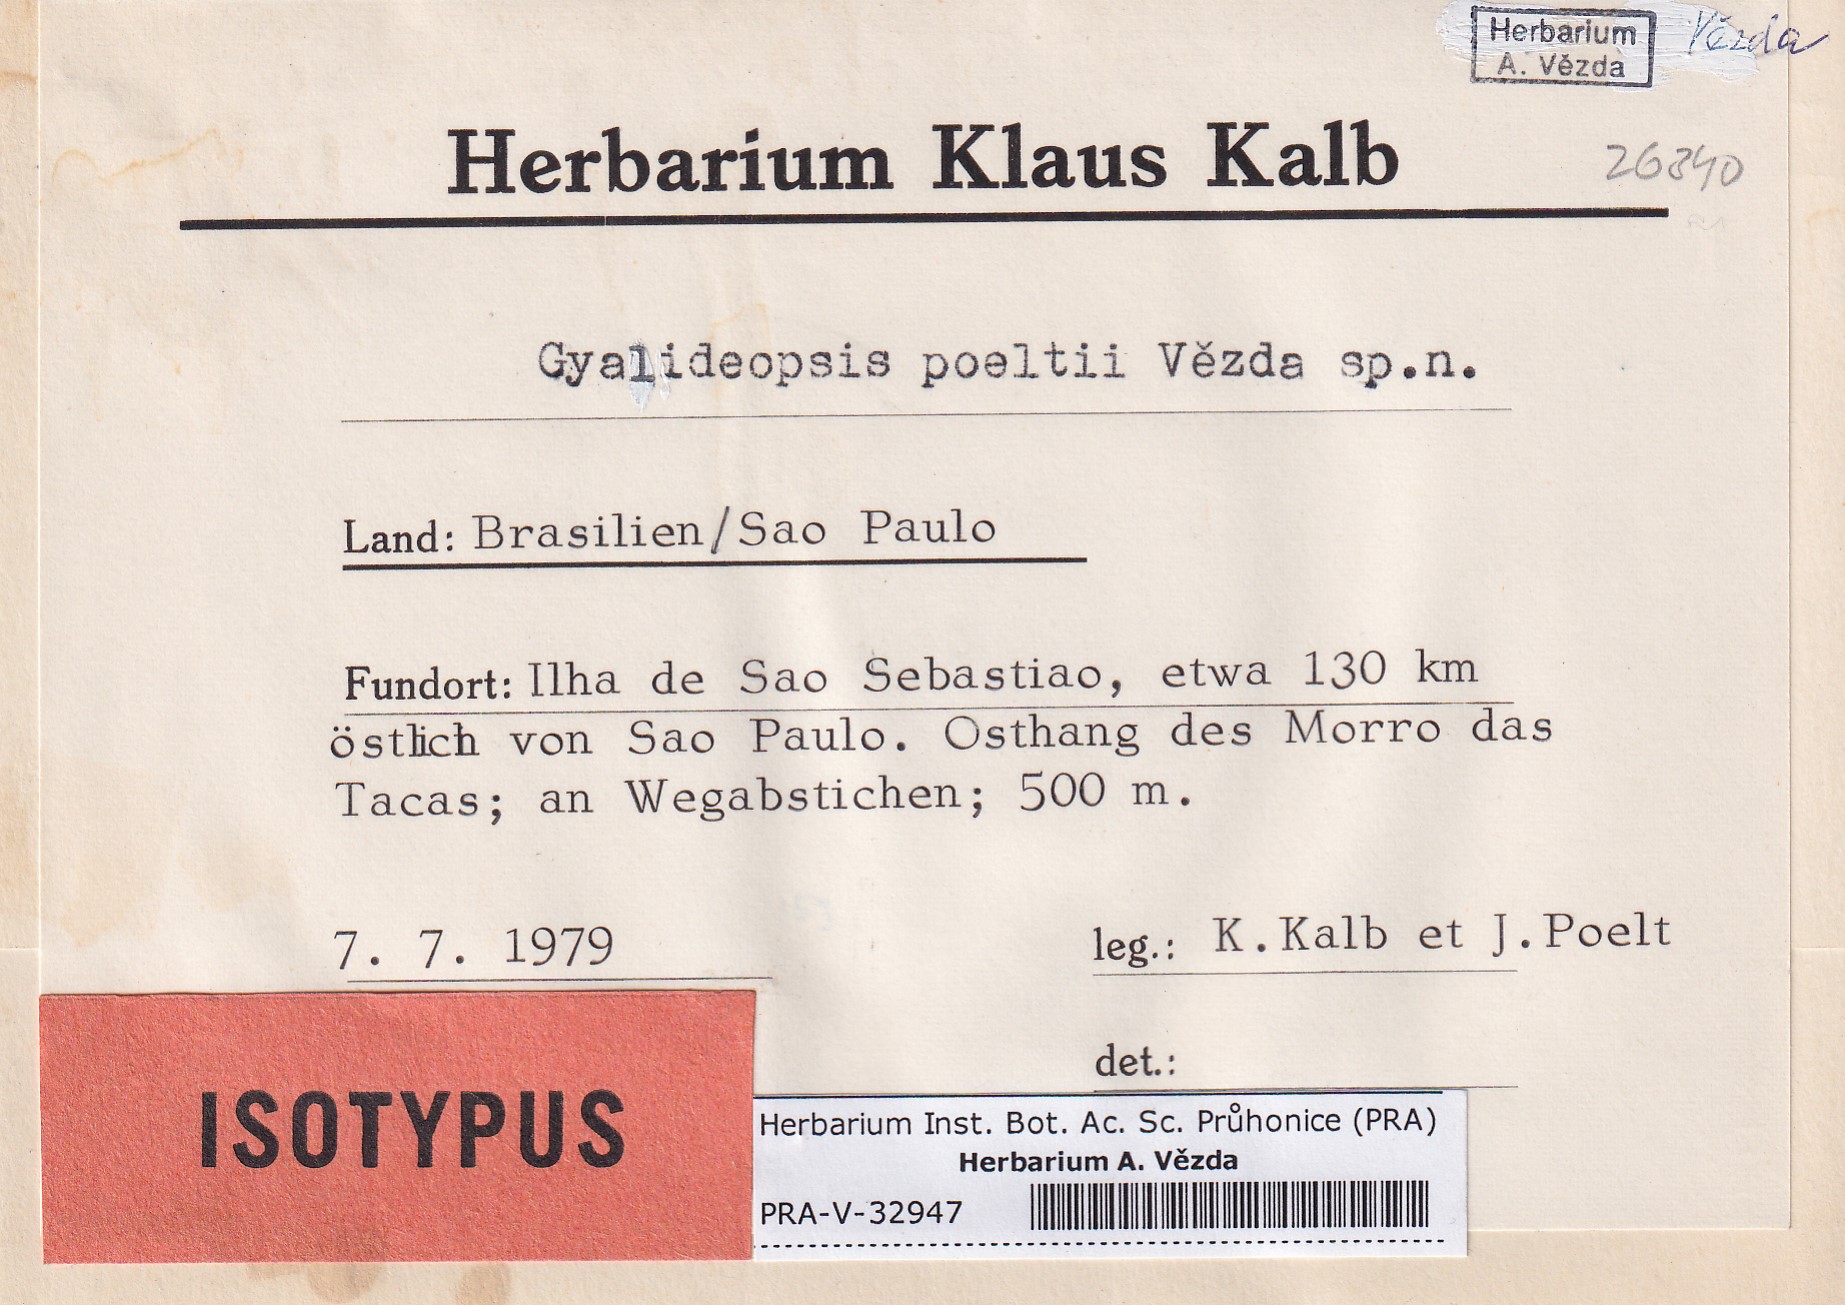 Herbarium
A. Vězda
Vězda
Herbarium Klaus Kalb
26340
Gyalideopsis poeltii Vězda sp.n.
Land: Brasilien/Sao Paulo
Fundort: Ilha de Sao Sebastiao, etwa 130 km
östlich von Sao Paulo. Osthang des Morro das
Tacas; an Wegabstichen; 500 m.
7. 7. 1979
leg.: K.Kalb et J.Poelt
det.:
ISOTYPUS
Herbarium Inst. Bot. Ac. Sc. Průhonice (PRA)
Herbarium A. Vězda
PRA-V-32947